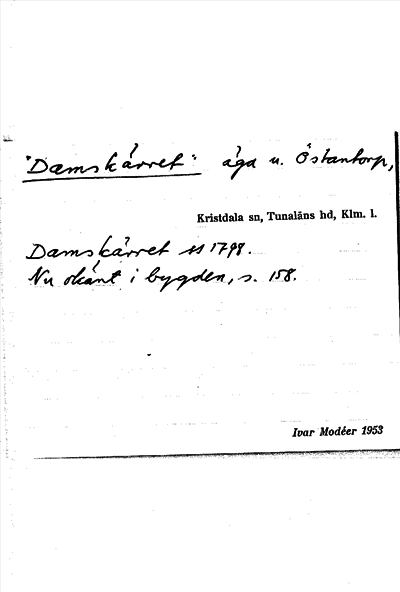 "Damskärret" äga u. Östantorp,
Kristdala sn, Tunaläns hd, Klm. l.
Damskärret ss 1798.
Nu okänt i bygden, s. 158.
Ivar Modéer 1953